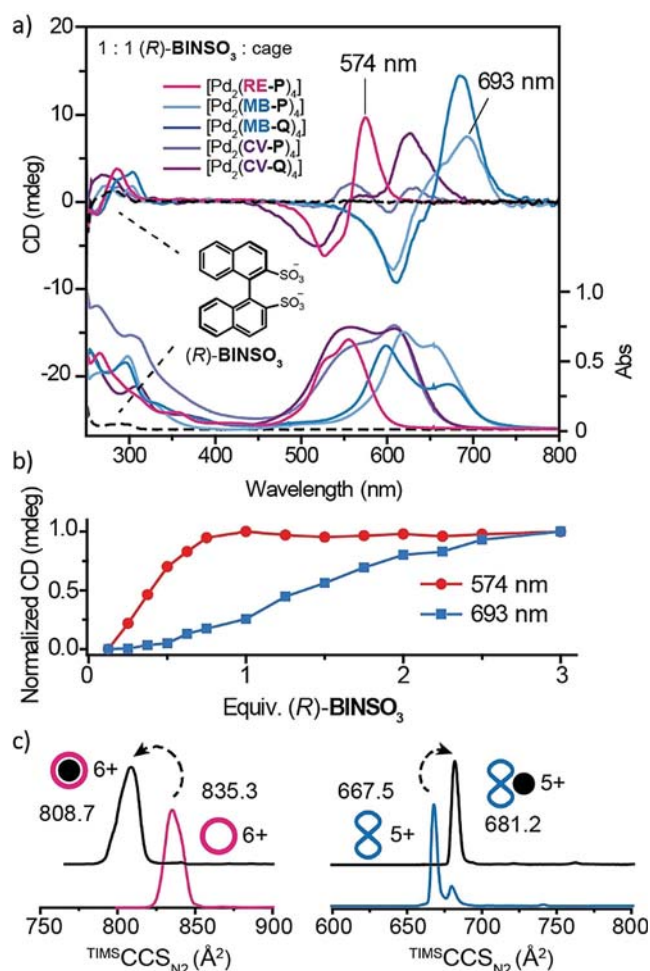 a)
1 : 1 (R)-BINSO3 : cage
[Pd2(RE-P)4]
[Pd2(MB-P)4]
[Pd2(MB-Q)4]
[Pd2(CV-P)4]
[Pd2(CV-Q)4]
574 nm
693 nm
CD (mdeg)
20
10
0
-10
-20
SO3−
SO3−
(R)-BINSO3
1.0
0.5
0
Abs
300 400 500 600 700 800
Wavelength (nm)
b)
Normalized CD (mdeg)
1.0
0.5
0.0
574 nm
693 nm
0 1 2 3
Equiv. (R)-BINSO3
c)
6+
808.7
835.3
6+
667.5
5+
5+
681.2
750 800 850 900
TIMSCCSN2 (Å2)
600 650 700 750 800
TIMSCCSN2 (Å2)